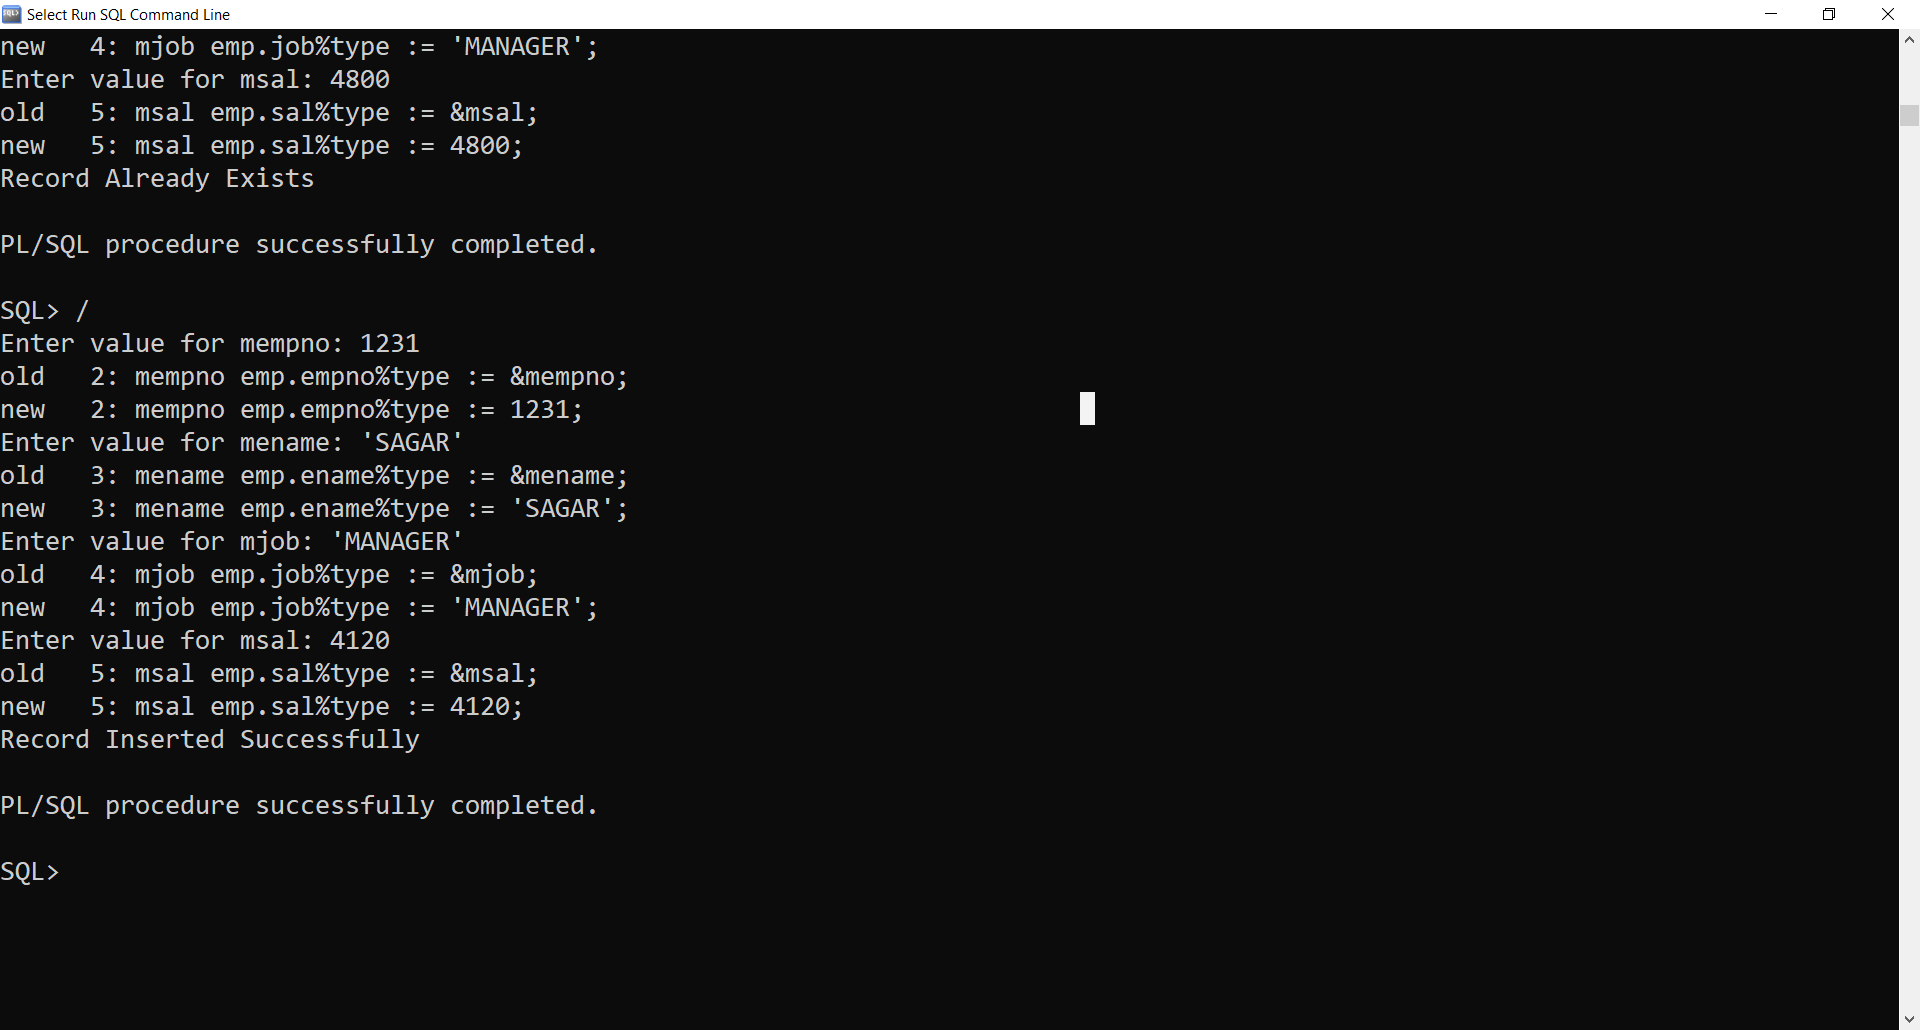 Select Run SQL Command Line
new   4: mjob emp.job%type := 'MANAGER';
Enter value for msal: 4800
old   5: msal emp.sal%type := &msal;
new   5: msal emp.sal%type := 4800;
Record Already Exists
PL/SQL procedure successfully completed.
SQL> /
Enter value for mempno: 1231
old   2: mempno emp.empno%type := &mempno;
new   2: mempno emp.empno%type := 1231;
Enter value for mename: 'SAGAR'
old   3: mename emp.ename%type := &mename;
new   3: mename emp.ename%type := 'SAGAR';
Enter value for mjob: 'MANAGER'
old   4: mjob emp.job%type := &mjob;
new   4: mjob emp.job%type := 'MANAGER';
Enter value for msal: 4120
old   5: msal emp.sal%type := &msal;
new   5: msal emp.sal%type := 4120;
Record Inserted Successfully
PL/SQL procedure successfully completed.
SQL>